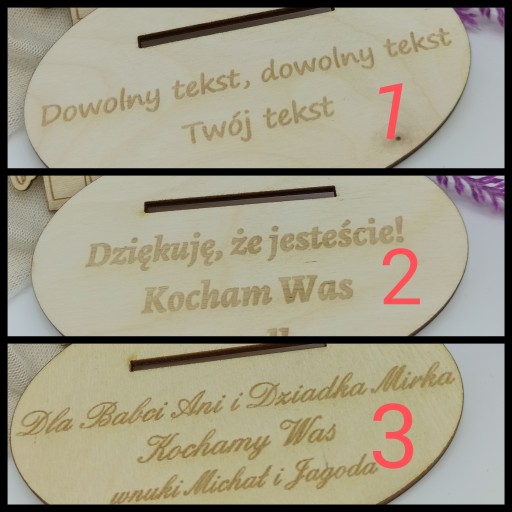 Dowolny tekst, dowolny tekst
Twój tekst
1
Dziękuję, że jesteście!
Kocham Was
2
Dla Babci Ani i Dziadka Mirka
Kochamy Was
wnuki Michał i Jagoda
3